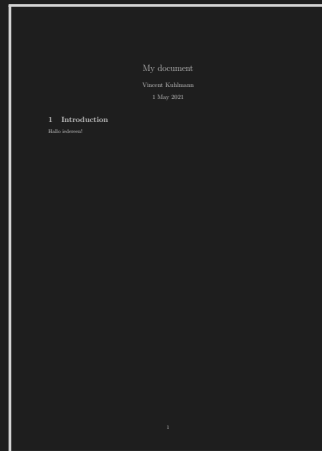 My document
Vincent Kuhlmann
1 May 2021
1 Introduction
Hallo iedereen!
1